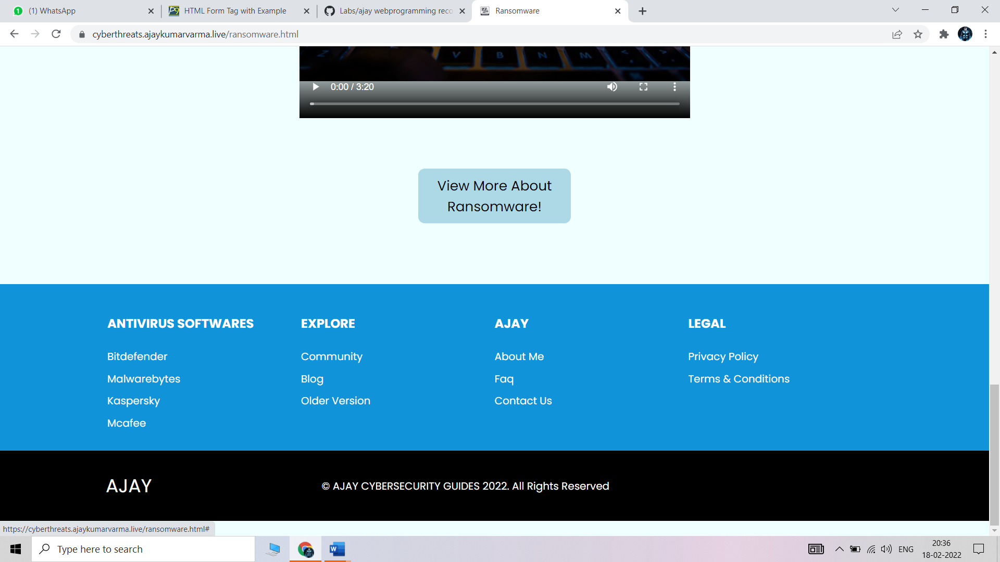 (1) WhatsApp
HTML Form Tag with Example
Labs/ajay webprogramming reco
Ransomware
cyberthreats.ajaykumarvarma.live/ransomware.html
Z V B N M < >
0:00 / 3:20
View More About
Ransomware!
ANTIVIRUS SOFTWARES
Bitdefender
Malwarebytes
Kaspersky
Mcafee
EXPLORE
Community
Blog
Older Version
AJAY
About Me
Faq
Contact Us
LEGAL
Privacy Policy
Terms & Conditions
AJAY
© AJAY CYBERSECURITY GUIDES 2022. All Rights Reserved
https://cyberthreats.ajaykumarvarma.live/ransomware.html#
Type here to search
ENG
20:36
18-02-2022